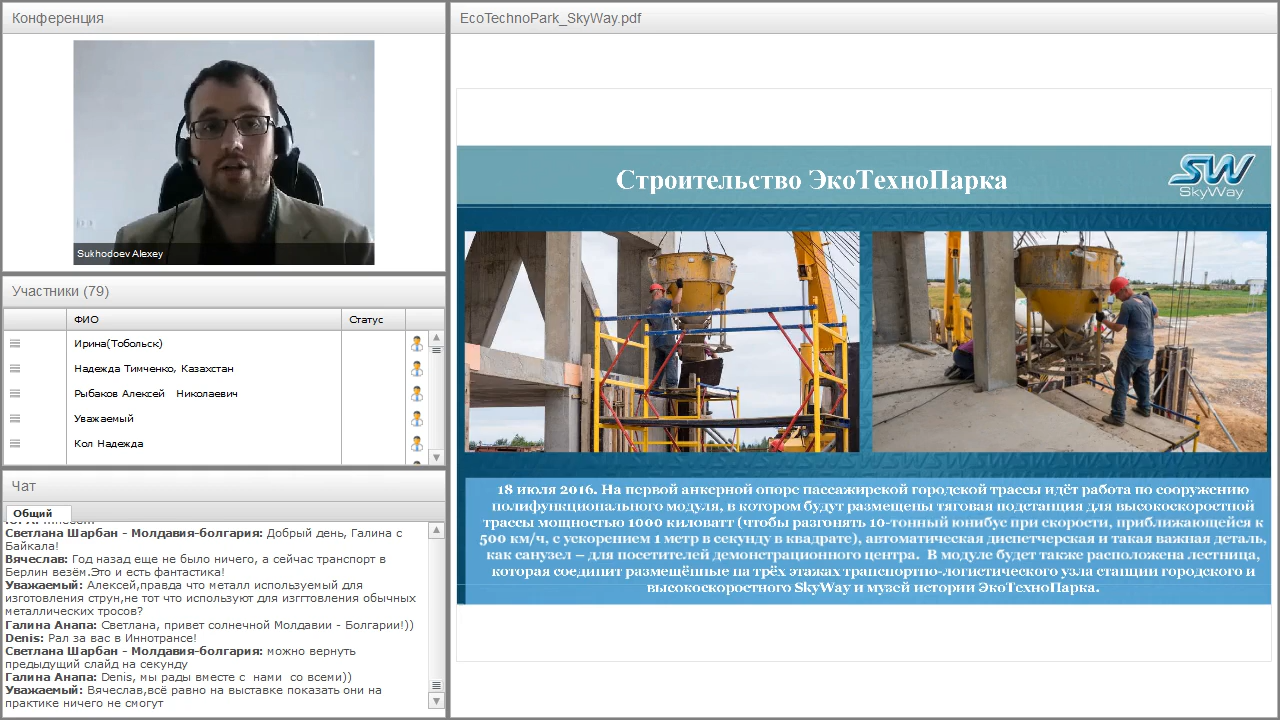 Конференция
Sukhodoev Alexey
Участники (79)
ФИО
Статус
Ирина(Тобольск)
Надежда Тимченко, Казахстан
Рыбаков Алексей Николаевич
Уважаемый
Кол Надежда
Чат
Общий
Светлана Шарбан - Молдавия-болгария: Добрый день, Галина с
Байкала!
Вячеслав: Год назад еще не было ничего, а сейчас транспорт в
Берлин везём.Это и есть фантастика!
Уважаемый: Алексей,правда что металл используемый для
изготовления струн,не тот что используют для изгттовления обычных
металлических тросов?
Галина Анапа: Светлана, привет солнечной Молдавии - Болгарии!))
Denis: Рал за вас в Иннотрансе!
Светлана Шарбан - Молдавия-болгария: можно вернуть
предыдущий слайд на секунду
Галина Анапа: Denis, мы рады вместе с нами со всеми))
Уважаемый: Вячеслав,всё равно на выставке показать они на
практике ничего не смогут
EcoTechnoPark_SkyWay.pdf
Строительство ЭкоТехноПарка
SW
SkyWay
18 июля 2016. На первой анкерной опоре пассажирской городской трассы идёт работа по сооружению
полифункционального модуля, в котором будут размещены тяговая подстанция для высокоскоростной
трассы мощностью 1000 киловатт (чтобы разгонять 10-тонный юнибус при скорости, приближающейся к
500 км/ч, с ускорением 1 метр в секунду в квадрате), автоматическая диспетчерская и такая важная деталь,
как санузел – для посетителей демонстрационного центра. В модуле будет также расположена лестница,
которая соединит размещённые на трёх этажах транспортно-логистического узла станции городского и
высокоскоростного SkyWay и музей истории ЭкоТехноПарка.